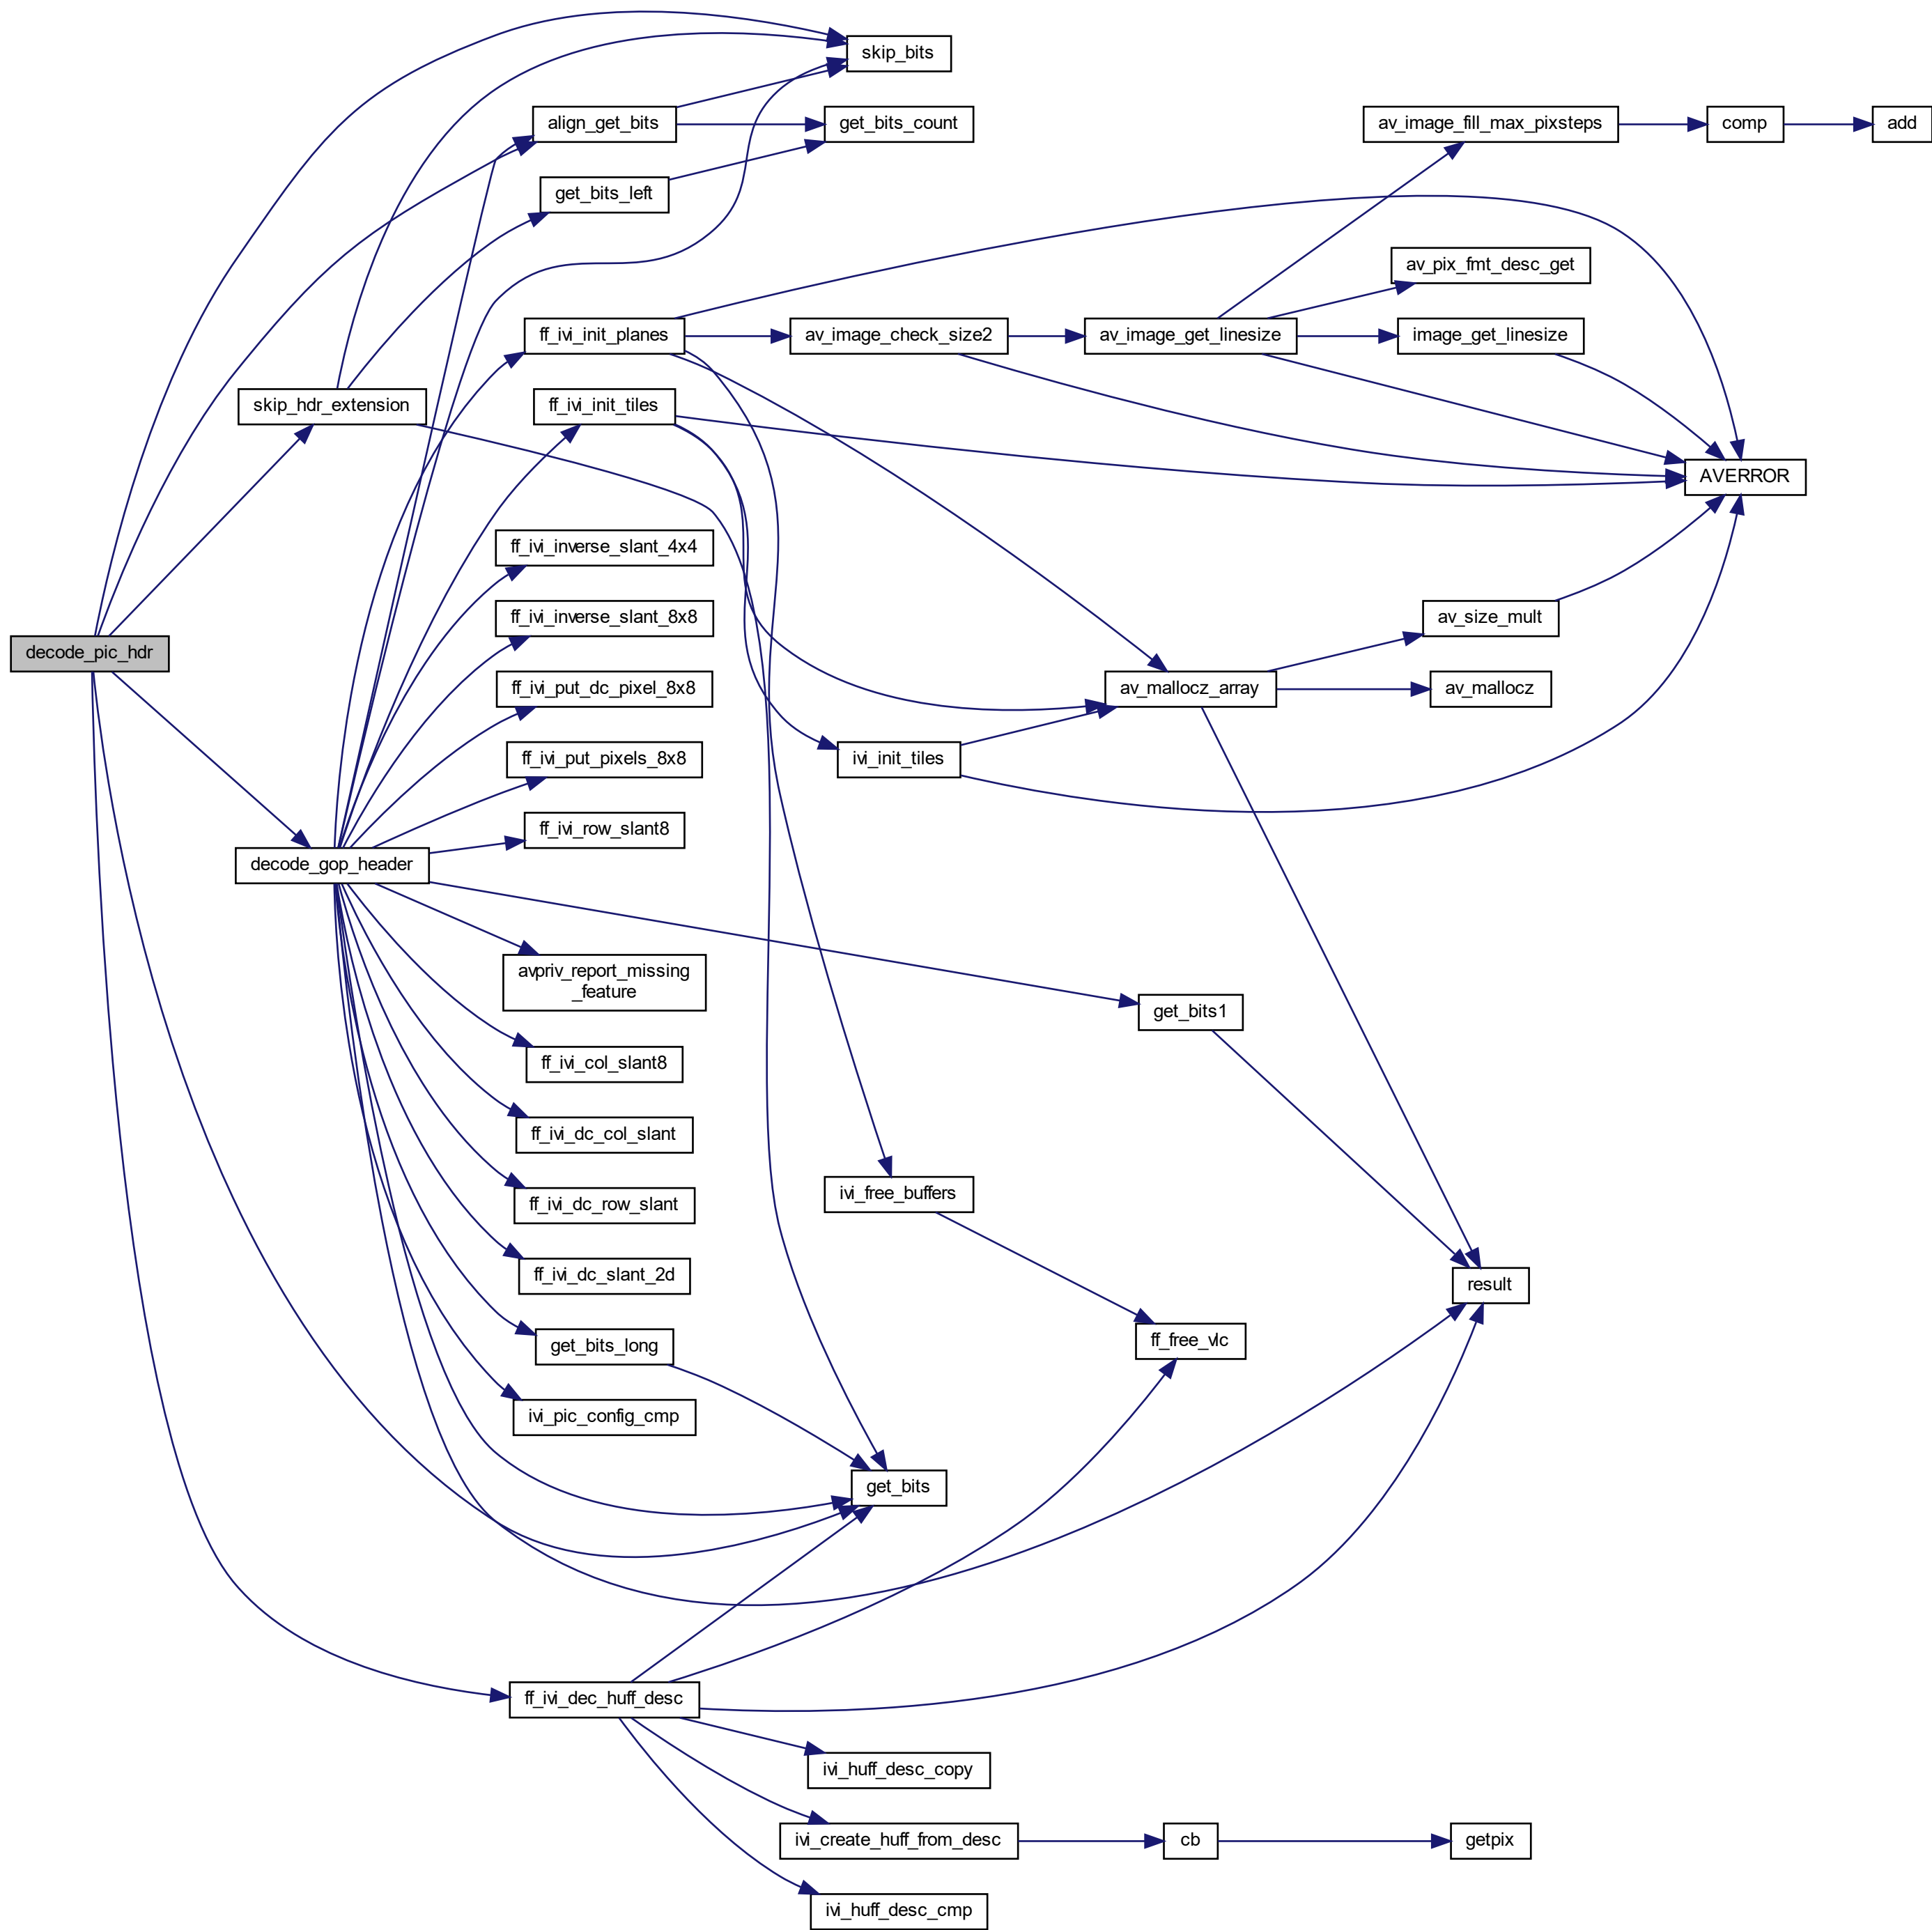 skip_bits
align_get_bits
get_bits_count
av_image_fill_max_pixsteps
comp
add
get_bits_left
av_pix_fmt_desc_get
ff_ivi_init_planes
av_image_check_size2
av_image_get_linesize
image_get_linesize
skip_hdr_extension
ff_ivi_init_tiles
AVERROR
ff_ivi_inverse_slant_4x4
ff_ivi_inverse_slant_8x8
av_size_mult
decode_pic_hdr
ff_ivi_put_dc_pixel_8x8
av_mallocz_array
av_mallocz
ff_ivi_put_pixels_8x8
ivi_init_tiles
ff_ivi_row_slant8
decode_gop_header
avpriv_report_missing
_feature
get_bits1
ff_ivi_col_slant8
ff_ivi_dc_col_slant
ff_ivi_dc_row_slant
ivi_free_buffers
ff_ivi_dc_slant_2d
result
get_bits_long
ff_free_vlc
ivi_pic_config_cmp
get_bits
ff_ivi_dec_huff_desc
ivi_huff_desc_copy
ivi_create_huff_from_desc
cb
getpix
ivi_huff_desc_cmp